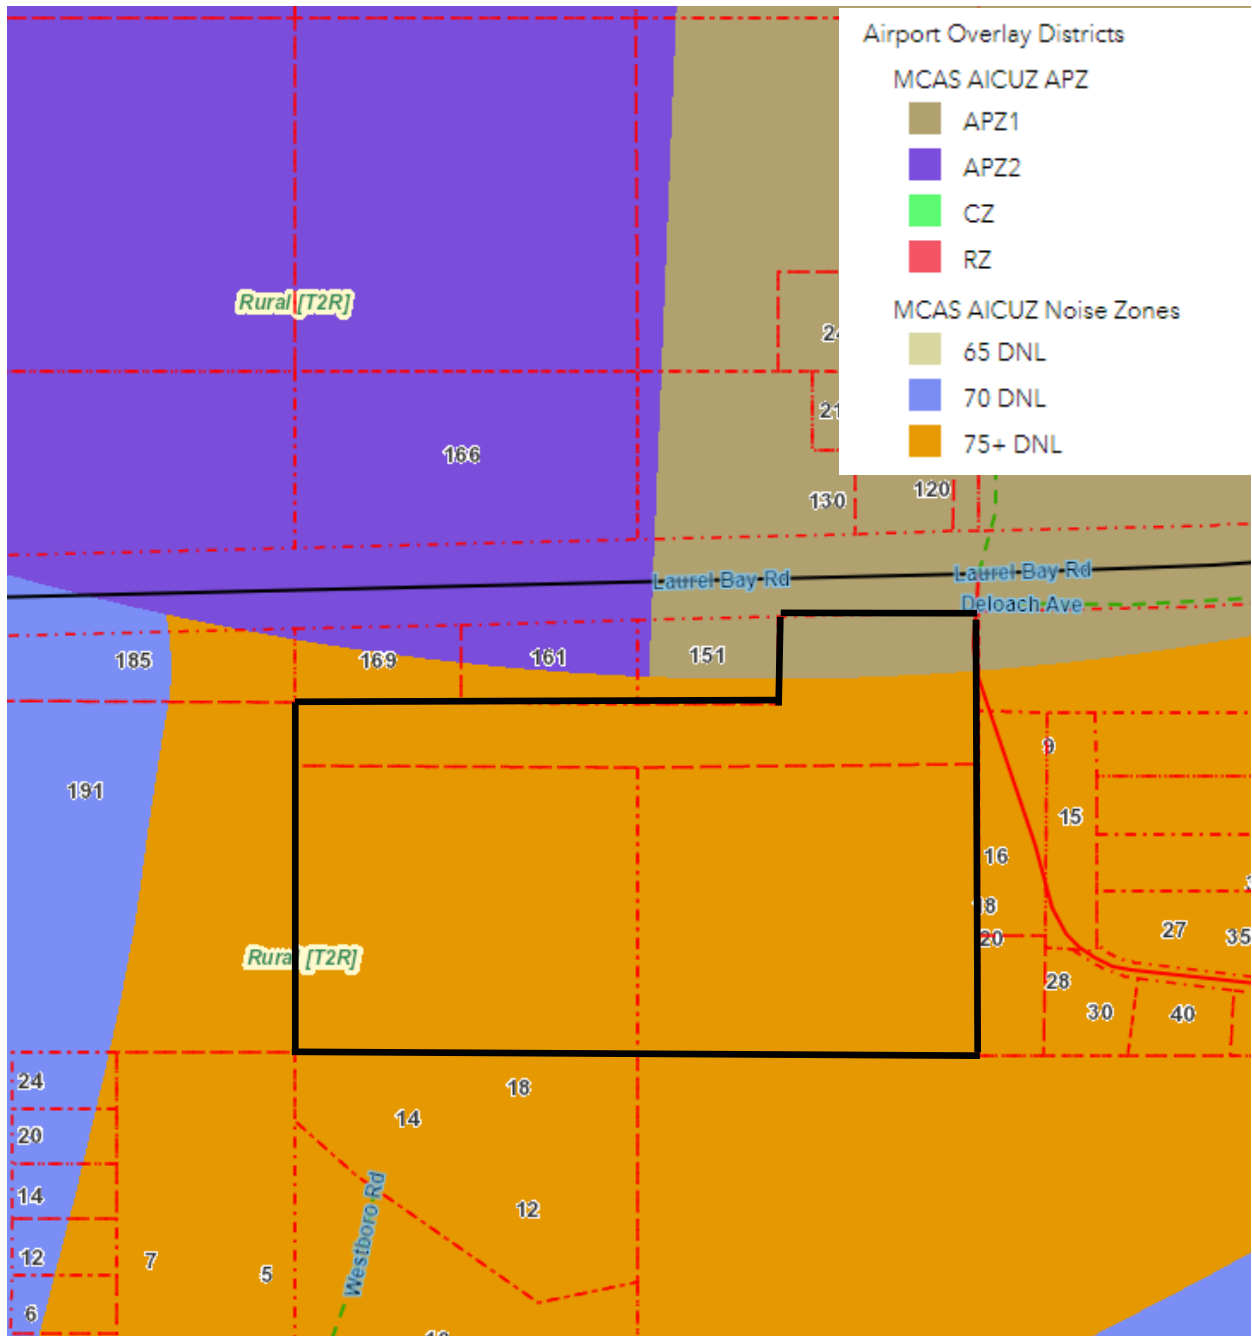 Airport Overlay Districts
MCAS AICUZ APZ
APZ1
APZ2
CZ
RZ
MCAS AICUZ Noise Zones
65 DNL
70 DNL
75+ DNL
Rural [T2R]
24
21
166
130
120
Laurel Bay Rd
Laurel Bay Rd
Deloach Ave
185
169
161
151
9
191
15
16
18
20
27
35
Rural [T2R]
28
30
40
24
18
14
20
14
12
Westboro Rd
12
7
5
6